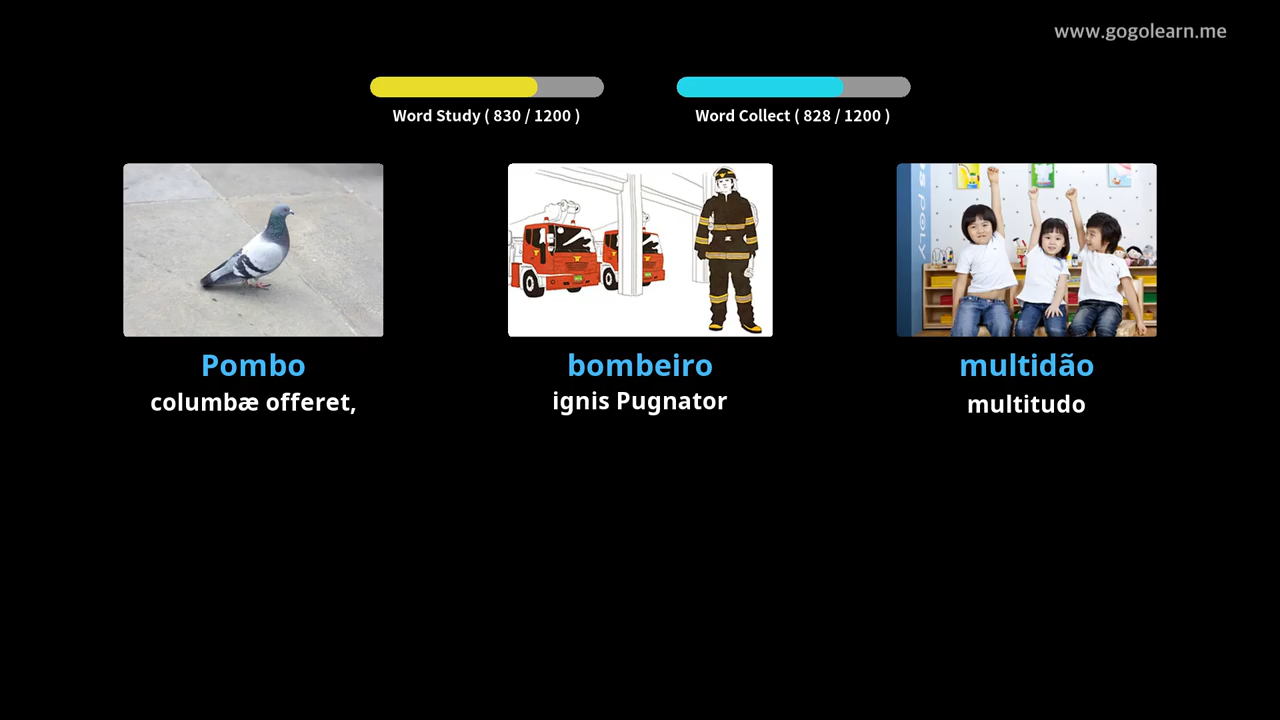 www.gogolearn.me
Word Study ( 830 / 1200 )
Word Collect ( 828 / 1200 )
Pombo
columbæ offeret,
bombeiro
ignis Pugnator
multidão
multitudo